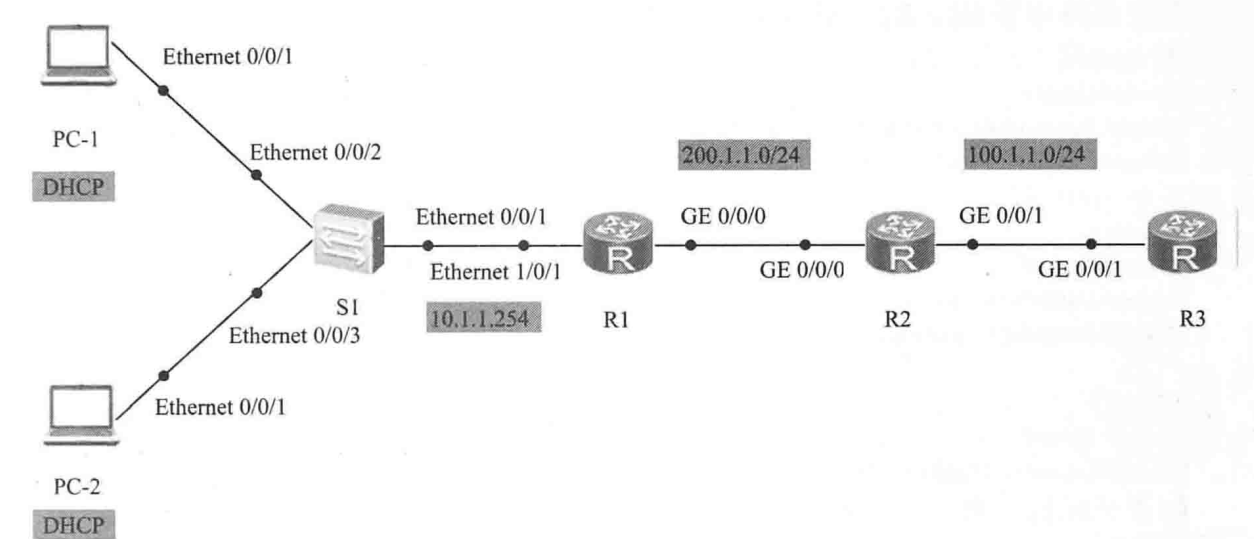 Ethernet 0/0/1
PC-1
DHCP
Ethernet 0/0/2
200.1.1.0/24
100.1.1.0/24
Ethernet 0/0/1
GE 0/0/0
GE 0/0/1
R
R
R
Ethernet 1/0/1
GE 0/0/0
GE 0/0/1
S1
10.1.1.254
R1
R2
R3
Ethernet 0/0/3
Ethernet 0/0/1
PC-2
DHCP